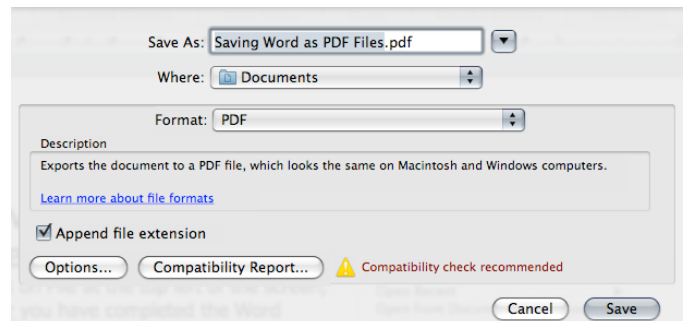 Save As: Saving Word as PDF Files.pdf
Where: Documents
Format: PDF
Description
Exports the document to a PDF file, which looks the same on Macintosh and Windows computers.
Learn more about file formats
Append file extension
Options... Compatibility Report... Compatibility check recommended
you have completed the Word
Cancel Save